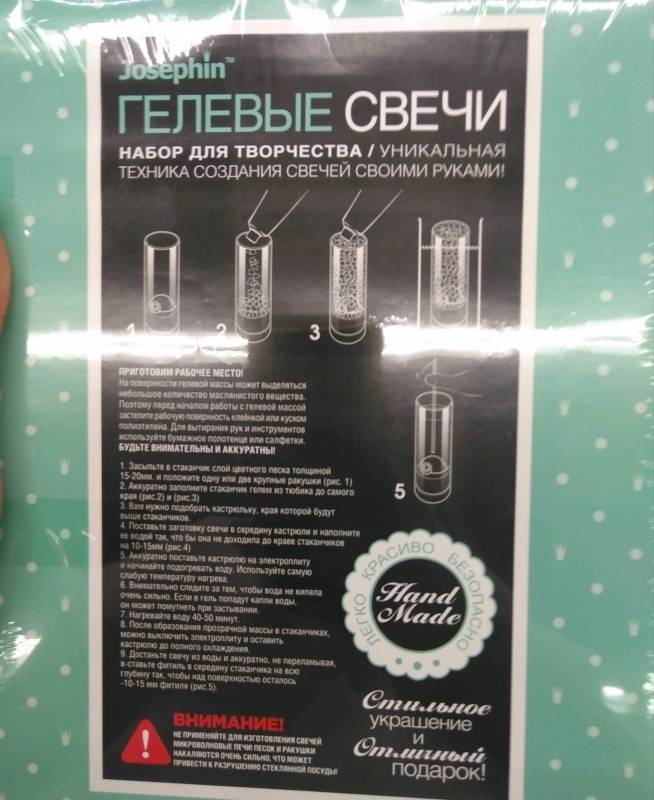 Josephin™
ГЕЛЕВЫЕ СВЕЧИ
НАБОР ДЛЯ ТВОРЧЕСТВА / УНИКАЛЬНАЯ
ТЕХНИКА СОЗДАНИЯ СВЕЧЕЙ СВОИМИ РУКАМИ!
1
2
3
5
ПРИГОТОВИМ РАБОЧЕЕ МЕСТО!
На поверхности гелевой массы может выделяться
небольшое количество маслянистого вещества.
Поэтому перед началом работы с гелевой массой
застелите рабочую поверхность клеёнкой или куском
полиэтилена. Для вытирания рук и инструментов
используйте бумажное полотенце или салфетки.
БУДЬТЕ ВНИМАТЕЛЬНЫ И АККУРАТНЫ!
1. Засыпьте в стаканчик слой цветного песка толщиной
15-20мм. и положите одну или две крупные ракушки (рис. 1)
2. Аккуратно заполните стаканчик гелем из тюбика до самого
края (рис.2) и (рис.3)
3. Вам нужно подобрать кастрюльку, края которой будут
выше стаканчиков.
4. Поставьте заготовку свечи в середину кастрюли и наполните
ее водой так, что бы она не доходила до краев стаканчиков
на 10-15мм (рис.4)
5. Аккуратно поставьте кастрюлю на электроплиту
и начинайте подогревать воду. Используйте самую
слабую температуру нагрева.
6. Внимательно следите за тем, чтобы вода не кипела
очень сильно. Если в гель попадут капли воды,
он может помутнеть при застывании.
7. Нагревайте воду 40-50 минут.
8. После образования прозрачной массы в стаканчиках,
можно выключить электроплиту и оставить
кастрюлю до полного охлаждения.
9. Достаньте свечу из воды и аккуратно, не переламывая,
в-ставьте фитиль в середину стаканчика на всю
глубину так, чтобы над поверхностью осталось
-10-15 мм фитиля (рис.5).
ЛЕГКО КРАСИВО БЕЗОПАСНО
Hand
Made
ВНИМАНИЕ!
НЕ ПРИМЕНЯЙТЕ ДЛЯ ИЗГОТОВЛЕНИЯ СВЕЧЕЙ
МИКРОВОЛНОВЫЕ ПЕЧИ! ПЕСОК И РАКУШКИ
НАКАЛЯЮТСЯ ОЧЕНЬ СИЛЬНО, ЧТО МОЖЕТ
ПРИВЕСТИ К РАЗРУШЕНИЮ СТЕКЛЯННОЙ ПОСУДЫ!
Стильное
украшение
и
Отличный
подарок!